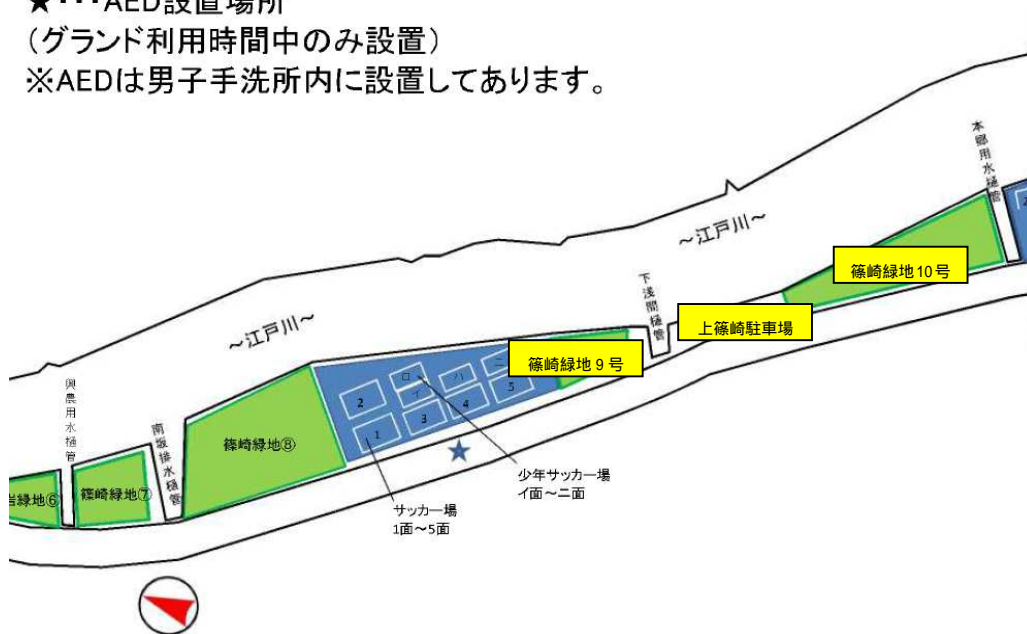 ★･･･AED設置場所
(グランド利用時間中のみ設置)
※AEDは男子手洗所内に設置してあります。
本郷用水樋管
～江戸川～
篠崎緑地10号
下浅間樋管
上篠崎駐車場
～江戸川～
篠崎緑地９号
ロ
ハ
ニ
イ
2
5
4
3
1
興農用水樋管
南坂排水樋管
篠崎緑地⑧
篠崎緑地⑦
岩緑地⑥
★
少年サッカー場
イ面～ニ面
サッカー場
1面～5面